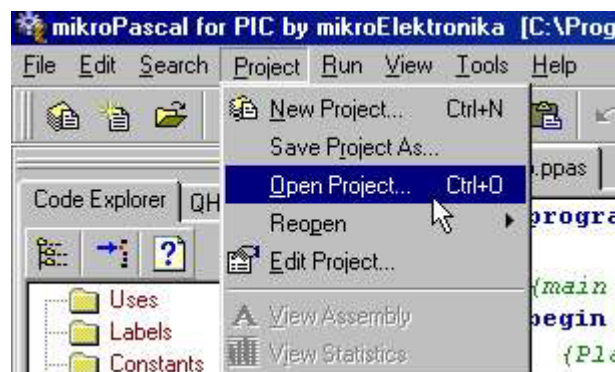 mikroPascal for PIC by mikroElektronika [C:\Prog
File Edit Search Project Run View Tools Help
New Project... Ctrl+N
Save Project As...
.ppas
Open Project... Ctrl+O
Code Explorer QH
Reopen
progra
Edit Project...
{main
Uses
View Assembly
begin
Labels
View Statistics
{Pla
Constants